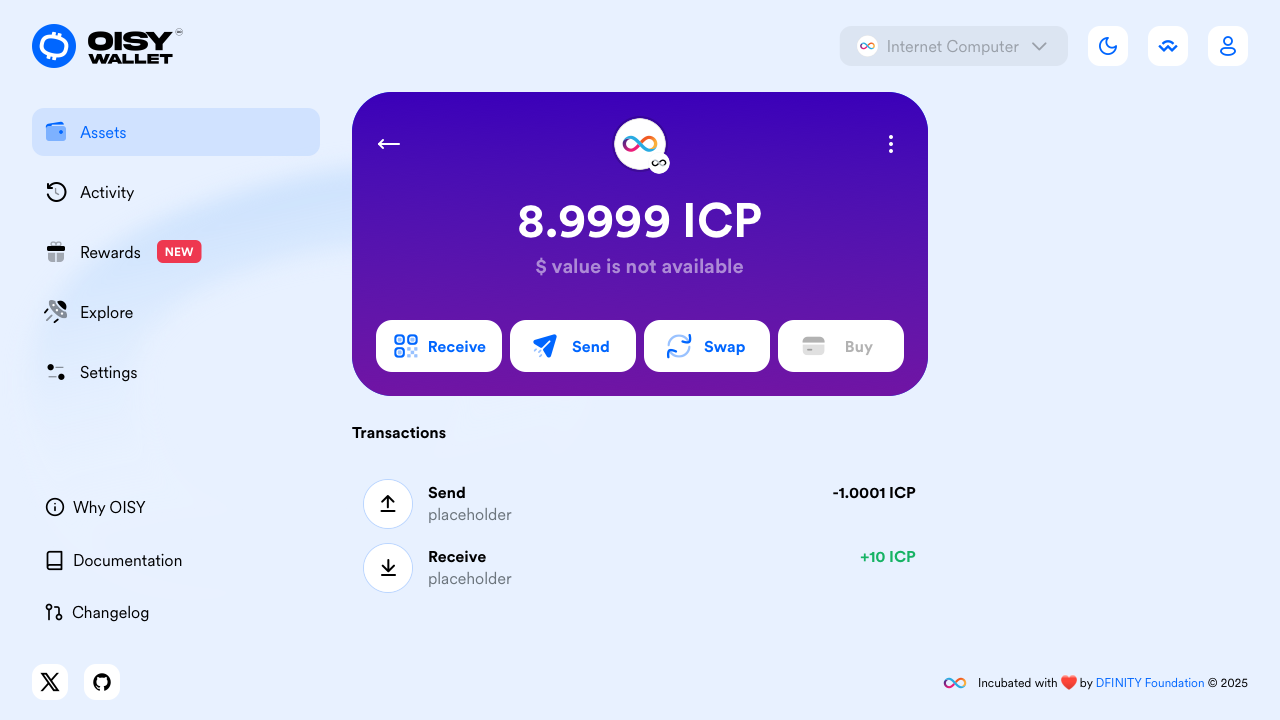 OISY
WALLET
Internet Computer
Assets
Activity
Rewards NEW
Explore
Settings
Why OISY
Documentation
Changelog
8.9999 ICP
$ value is not available
Receive
Send
Swap
Buy
Transactions
Send -1.0001 ICP
placeholder
Receive +10 ICP
placeholder
Incubated with ❤️ by DFINITY Foundation © 2025